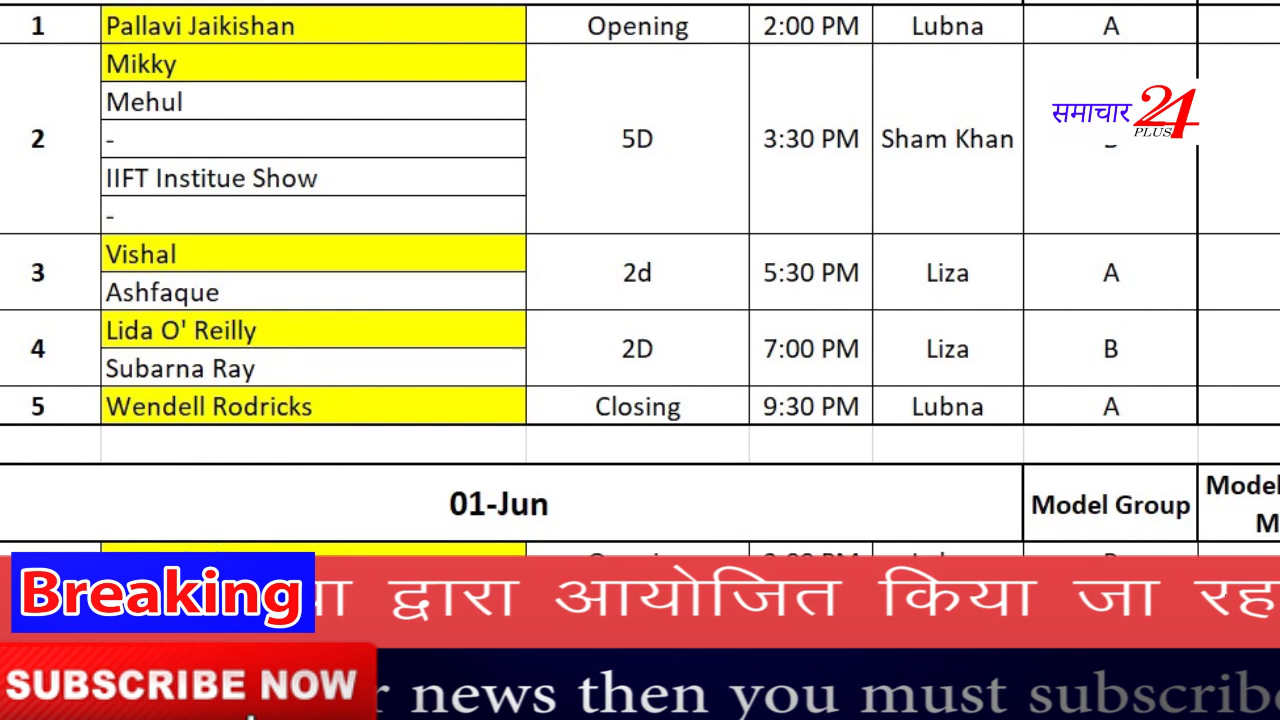 1 Pallavi Jaikishan Opening 2:00 PM Lubna A
Mikky
Mehul
-
2 5D 3:30 PM Sham Khan
IIFT Institue Show
-
समाचार 24
PLUS
Vishal
3 2d 5:30 PM Liza A
Ashfaque
Lida O' Reilly
4 2D 7:00 PM Liza B
Subarna Ray
5 Wendell Rodricks Closing 9:30 PM Lubna A
01-Jun Model Group Model
M
Breaking द्वारा आयोजित किया जा रह
SUBSCRIBE NOW r news then you must subscribe